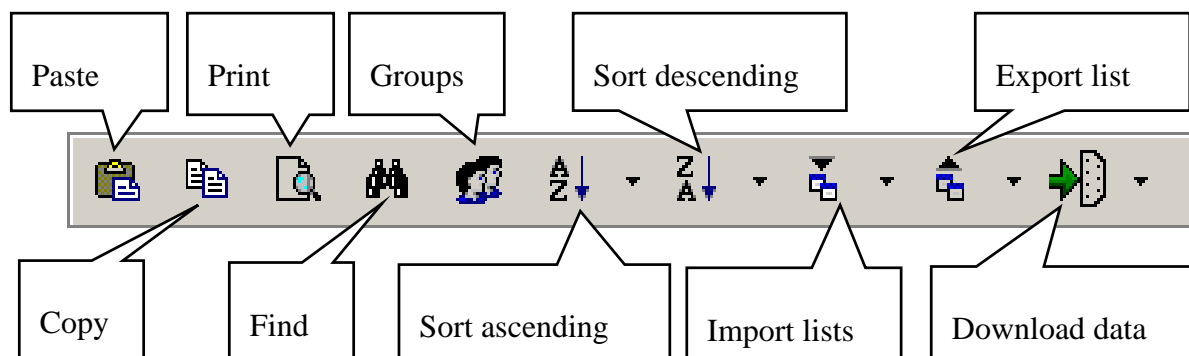 Paste
Print
Groups
Sort descending
Export list
A
Z
Z
A
Copy
Find
Sort ascending
Import lists
Download data